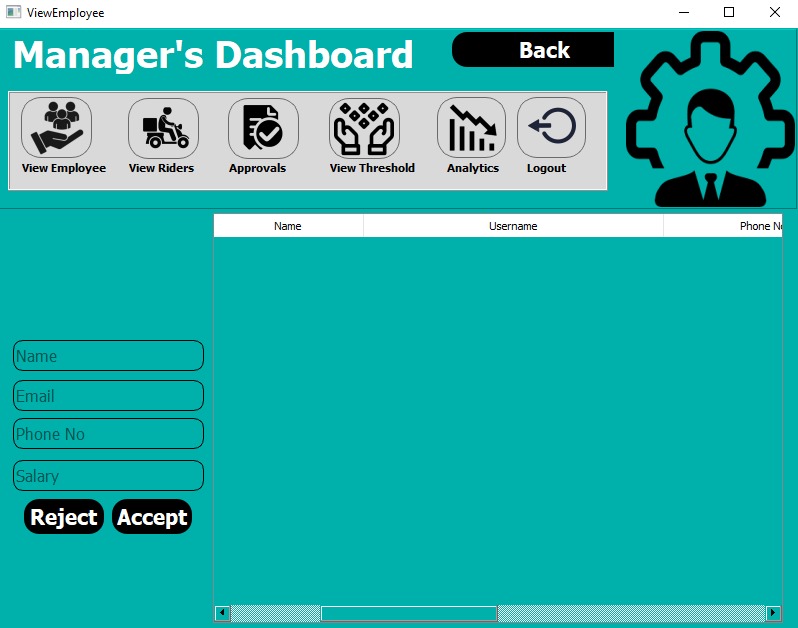 ViewEmployee
Manager's Dashboard
Back
View Employee
View Riders
Approvals
View Threshold
Analytics
Logout
Name
Username
Phone No
Name
Email
Phone No
Salary
Reject
Accept